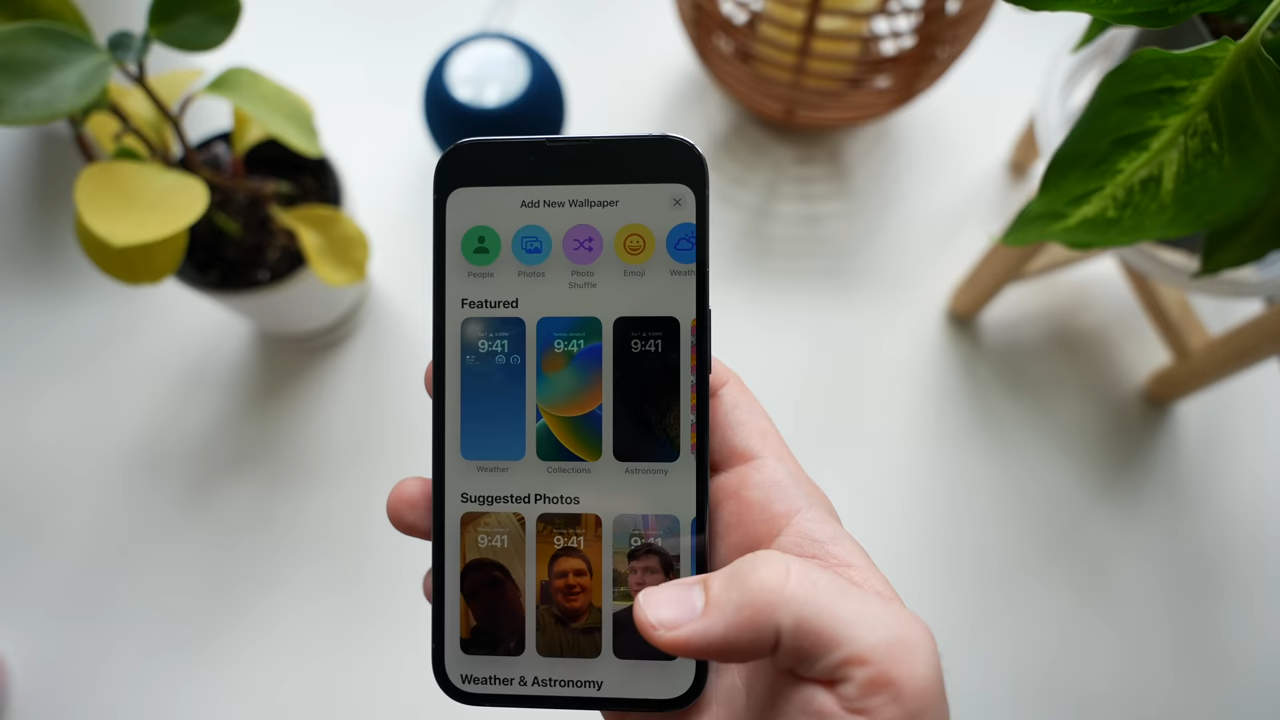 Add New Wallpaper
People
Photos
Photo
Shuffle
Emoji
Weath
Featured
9:41
9:41
9:41
Weather
Collections
Astronomy
Suggested Photos
9:41
9:41
9:41
Weather & Astronomy